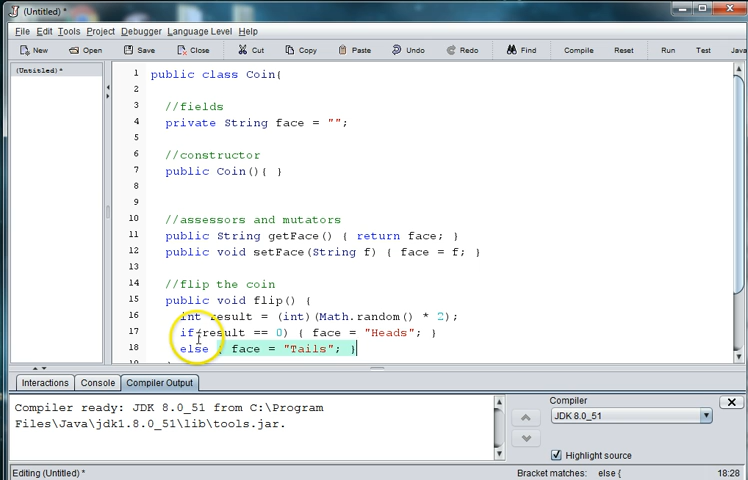 (Untitled) *
File Edit Tools Project Debugger Language Level Help
New Open Save Close Cut Copy Paste Undo Redo Find Compile Reset Run Test Java
(Untitled)*
1 public class Coin{
2
3 //fields
4 private String face = "";
5
6 //constructor
7 public Coin(){ }
8
9
10 //assessors and mutators
11 public String getFace() { return face; }
12 public void setFace(String f) { face = f; }
13
14 //flip the coin
15 public void flip() {
16 int result = (int)(Math.random() * 2);
17 if(result == 0) { face = "Heads"; }
18 else { face = "Tails"; }
19 }
Interactions Console Compiler Output
Compiler ready: JDK 8.0_51 from C:\Program
Files\Java\jdk1.8.0_51\lib\tools.jar.
Compiler
JDK 8.0_51
Highlight source
Editing (Untitled) *
Bracket matches: else {
18:28